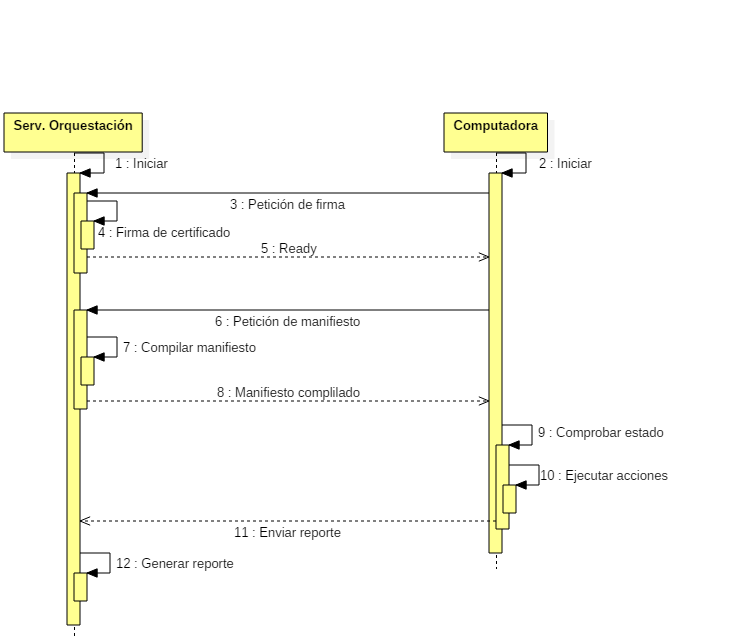 Serv. Orquestación
Computadora
1 : Iniciar
2 : Iniciar
3 : Petición de firma
4 : Firma de certificado
5 : Ready
6 : Petición de manifiesto
7 : Compilar manifiesto
8 : Manifiesto complilado
9 : Comprobar estado
10 : Ejecutar acciones
11 : Enviar reporte
12 : Generar reporte